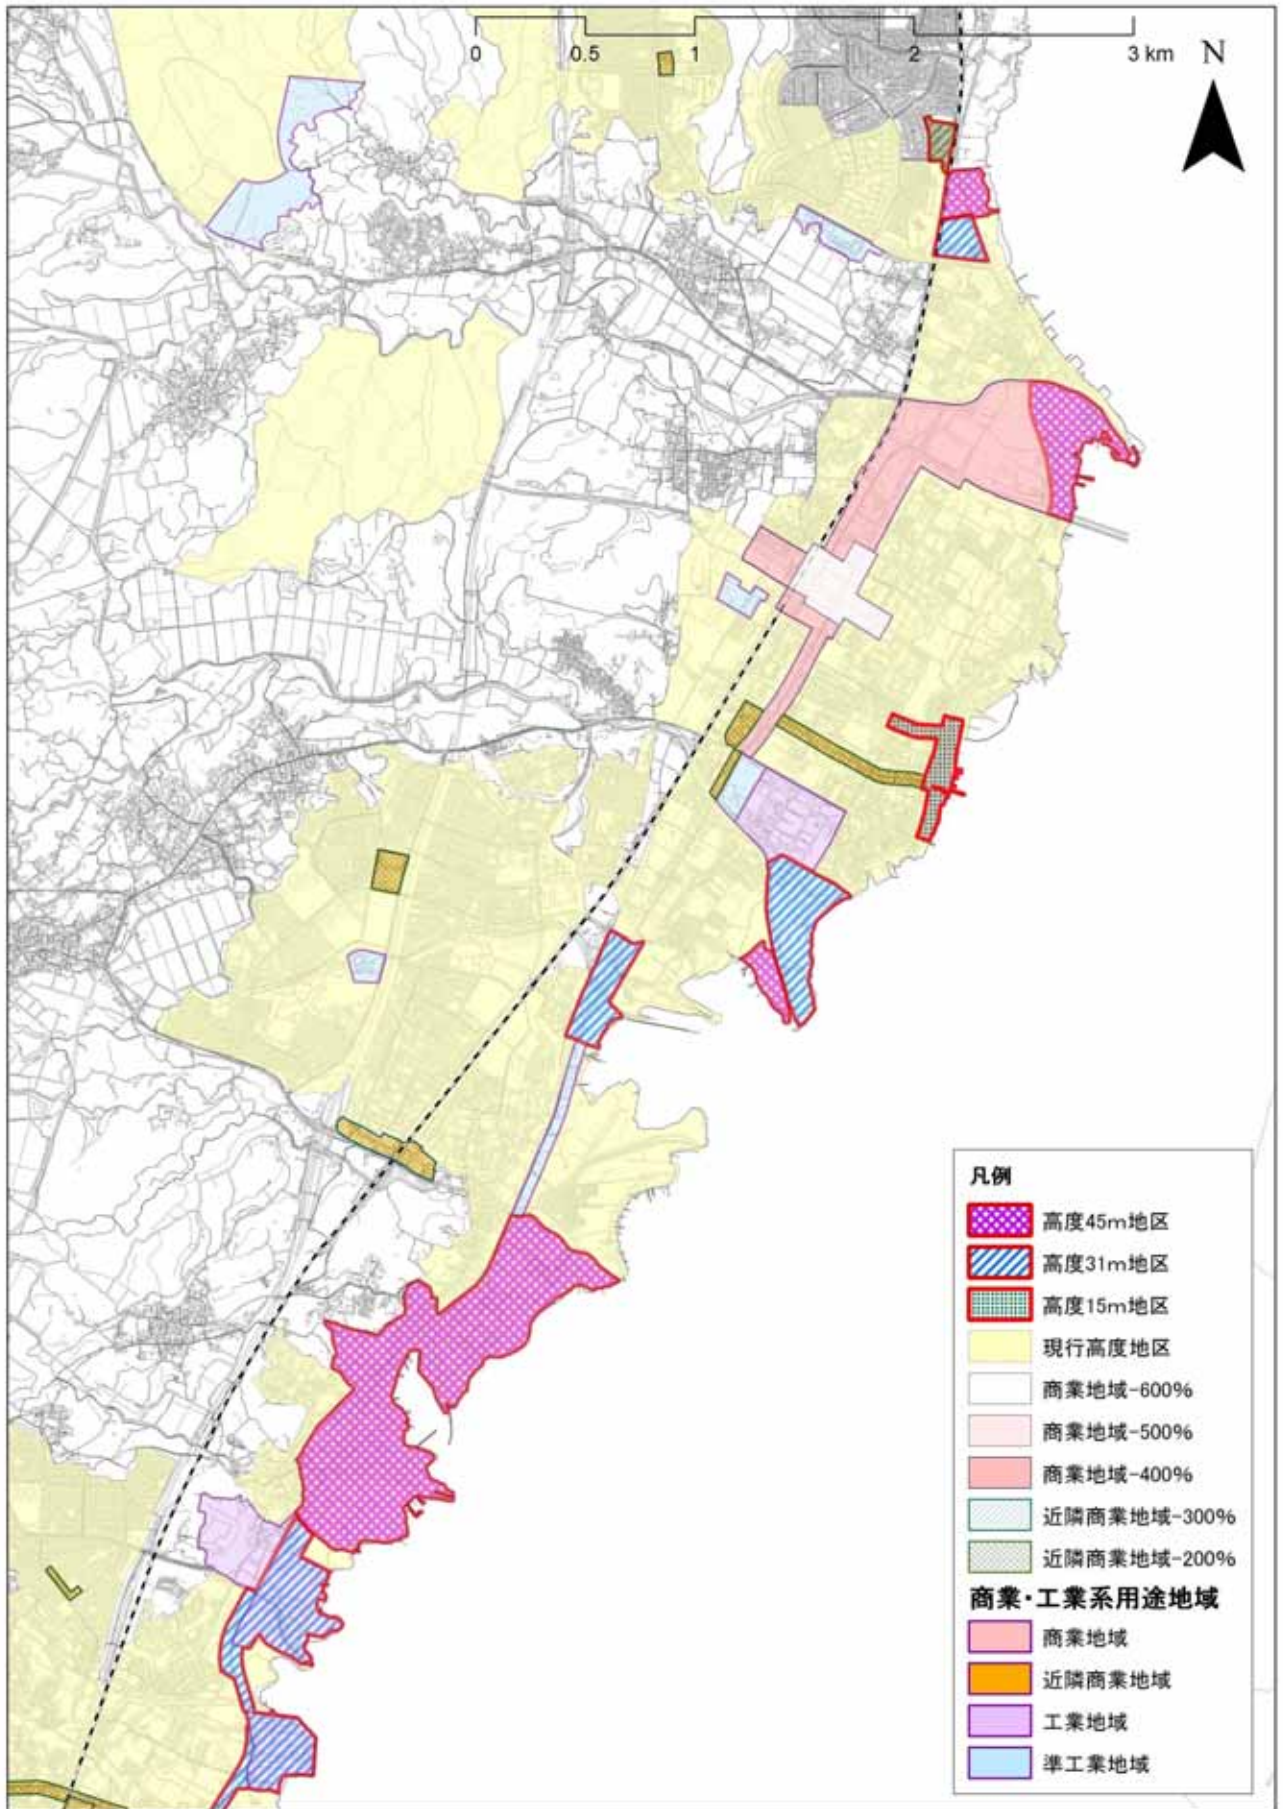 0 0.5 1 2 3 km N
凡例
高度45m地区
高度31m地区
高度15m地区
現行高度地区
商業地域-600%
商業地域-500%
商業地域-400%
近隣商業地域-300%
近隣商業地域-200%
商業・工業系用途地域
商業地域
近隣商業地域
工業地域
準工業地域